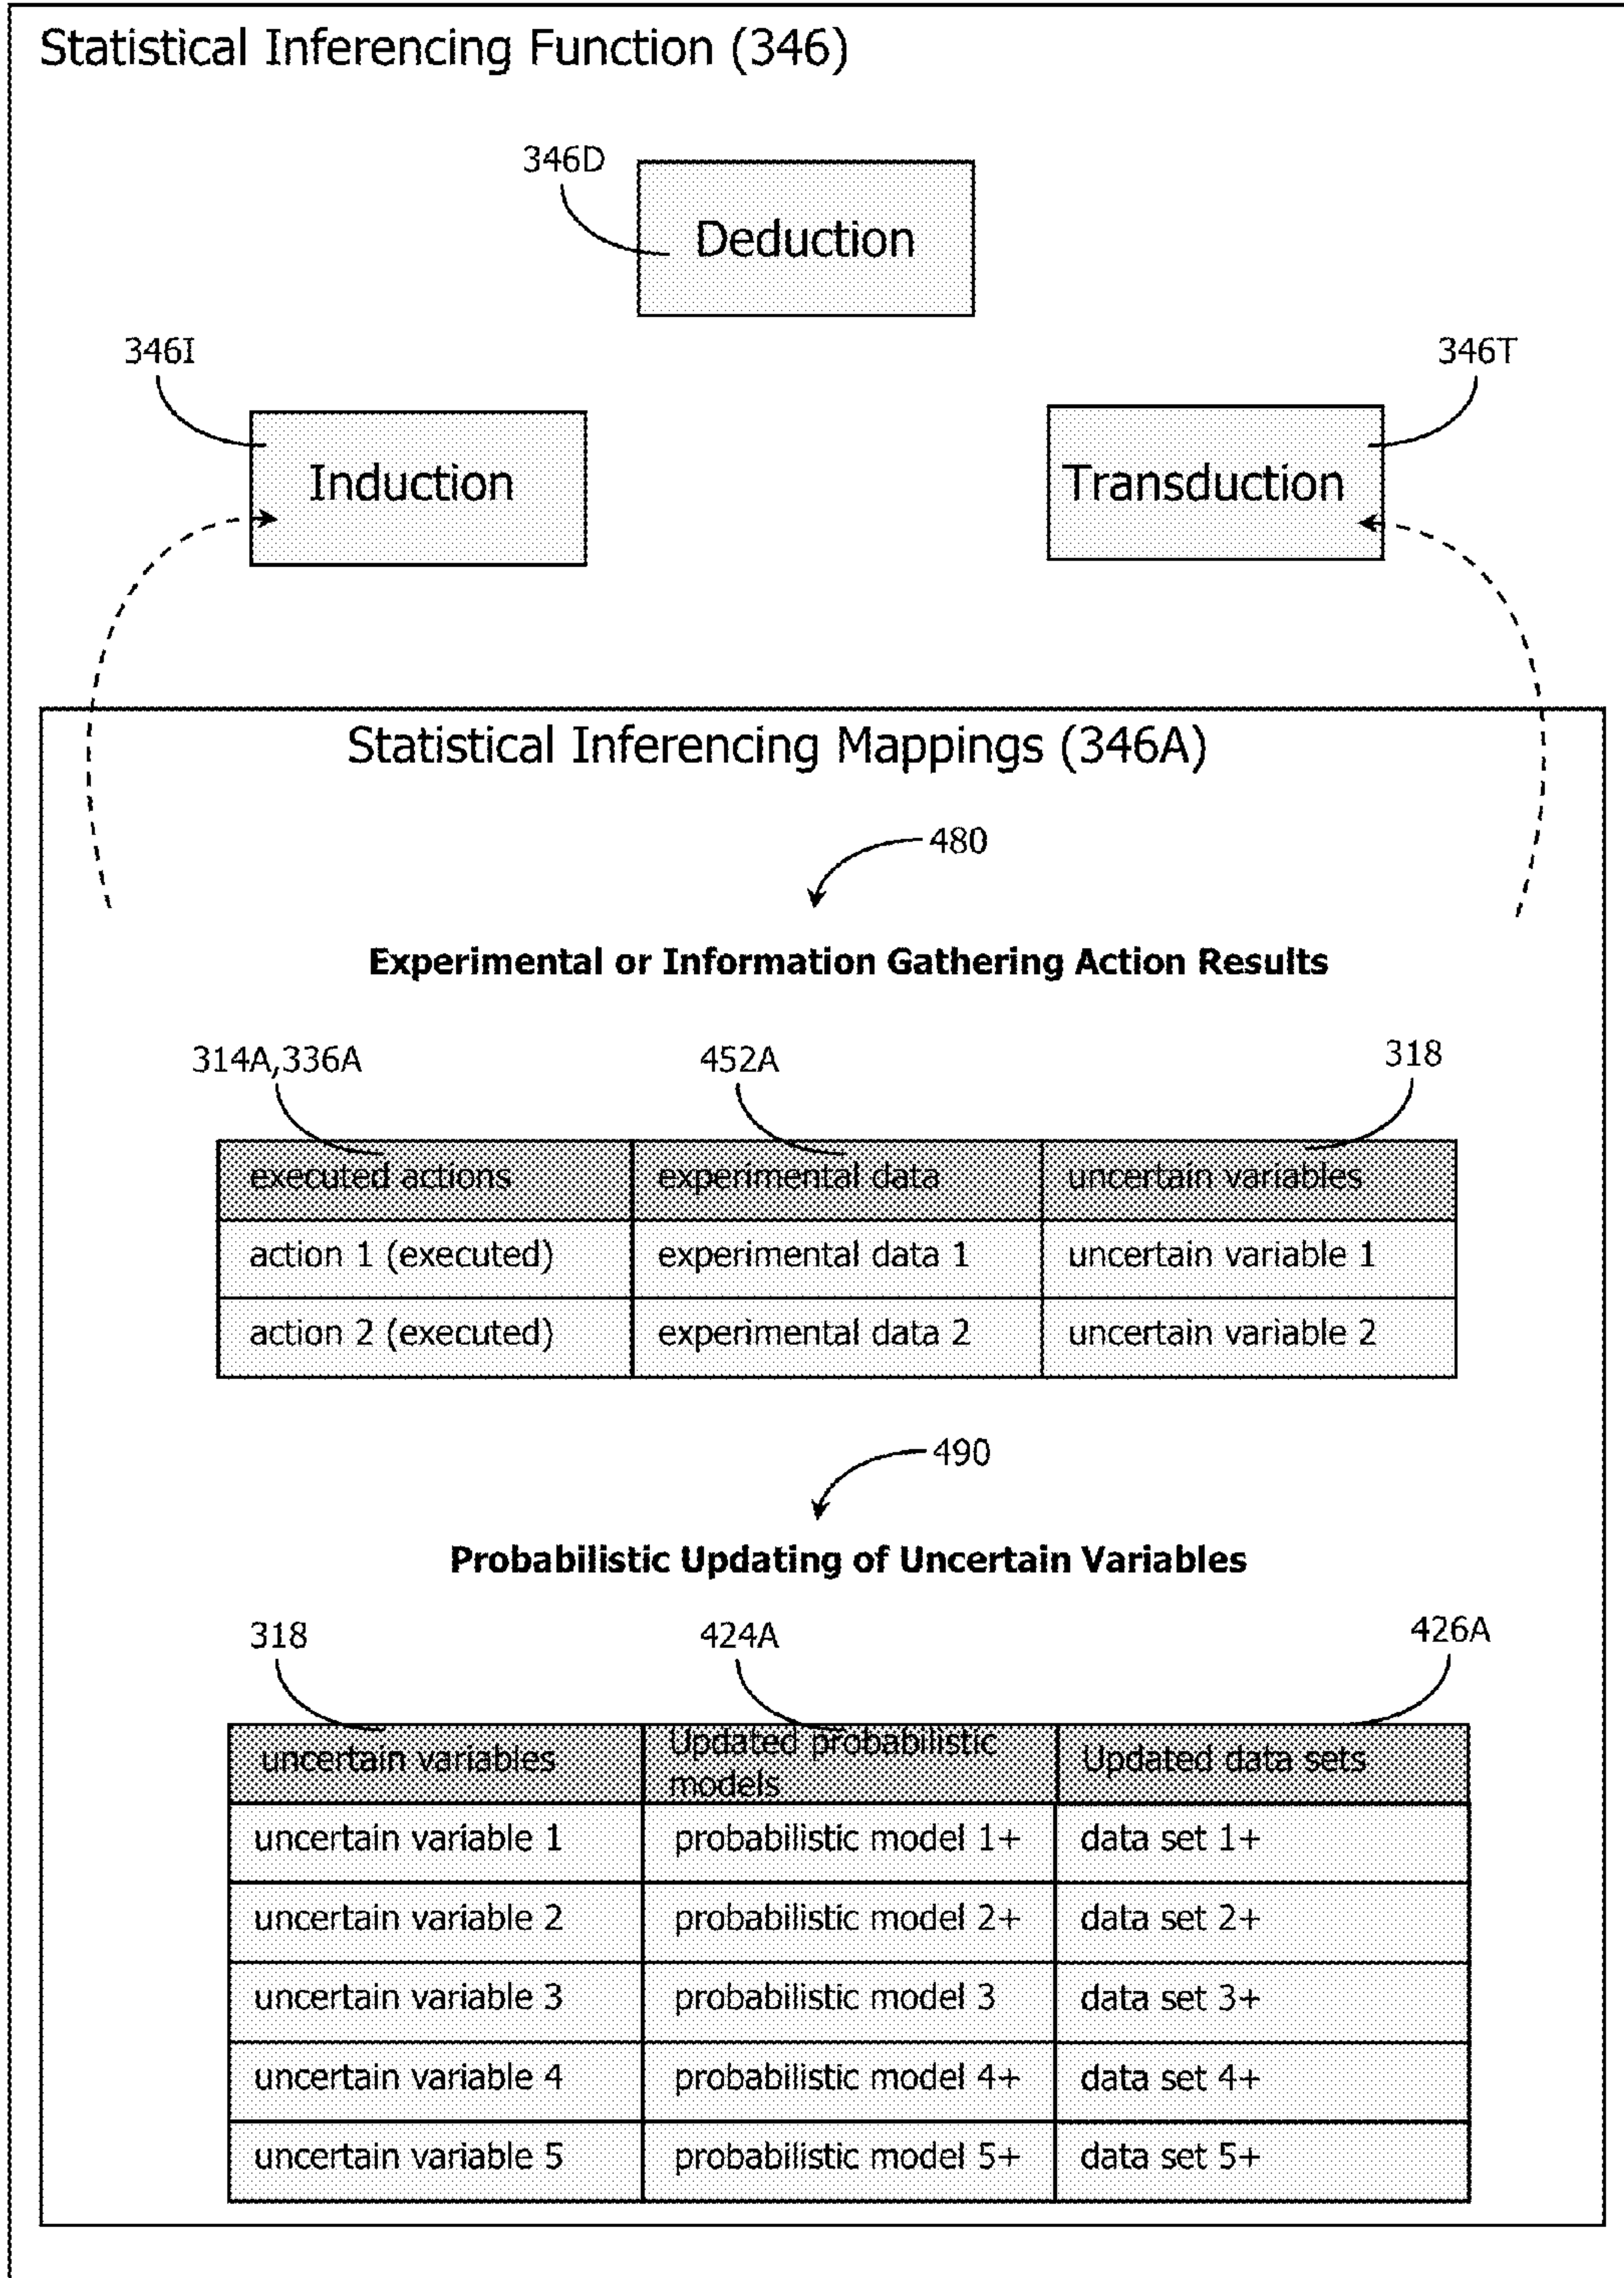 Statistical Inferencing Function (346)
346D
Deduction
346I
346T
Induction
Transduction
Statistical Inferencing Mappings (346A)
480
Experimental or Information Gathering Action Results
314A,336A 452A 318
executed actions experimental data uncertain variables
action 1 (executed) experimental data 1 uncertain variable 1
action 2 (executed) experimental data 2 uncertain variable 2
490
Probabilistic Updating of Uncertain Variables
318 424A 426A
uncertain variables Updated probabilistic models Updated data sets
uncertain variable 1 probabilistic model 1+ data set 1+
uncertain variable 2 probabilistic model 2+ data set 2+
uncertain variable 3 probabilistic model 3 data set 3+
uncertain variable 4 probabilistic model 4+ data set 4+
uncertain variable 5 probabilistic model 5+ data set 5+